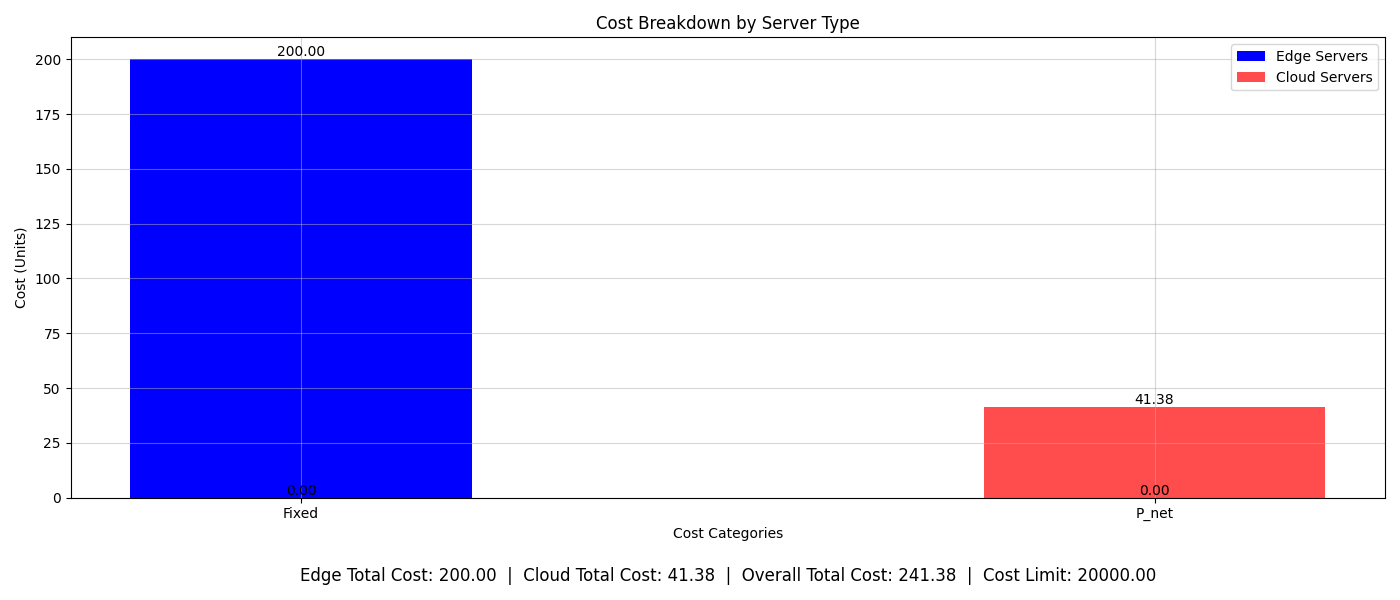 Cost Breakdown by Server Type
200.00
Edge Servers
Cloud Servers
200
175
150
125
100
75
50
25
0
Cost (Units)
41.38
0.00
0.00
Fixed
P_net
Cost Categories
Edge Total Cost: 200.00 | Cloud Total Cost: 41.38 | Overall Total Cost: 241.38 | Cost Limit: 20000.00